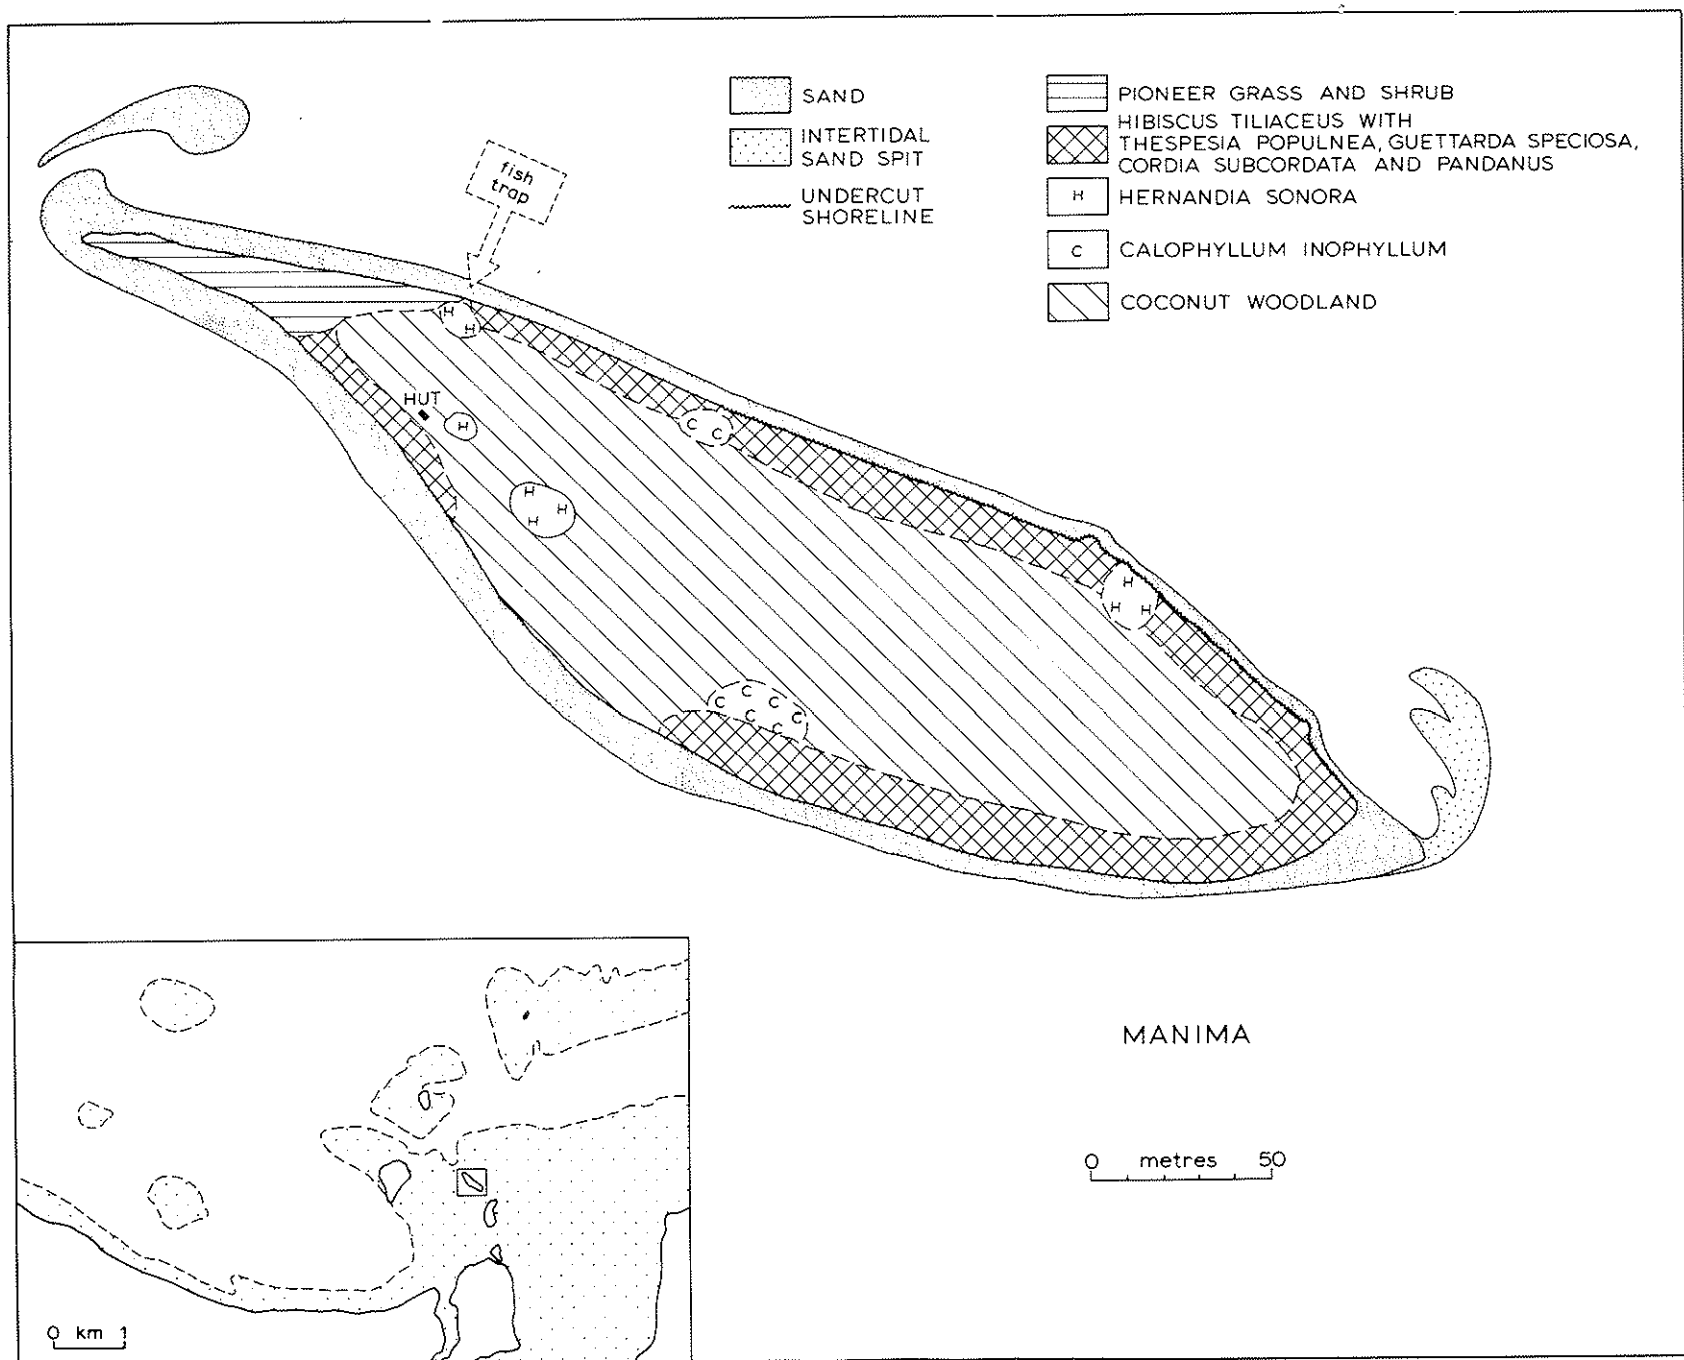 SAND
INTERTIDAL
SAND SPIT
UNDERCUT
SHORELINE
PIONEER GRASS AND SHRUB
HIBISCUS TILIACEUS WITH
THESPESIA POPULNEA, GUETTARDA SPECIOSA,
CORDIA SUBCORDATA AND PANDANUS
H HERNANDIA SONORA
C CALOPHYLLUM INOPHYLLUM
COCONUT WOODLAND
fish
trap
H
H
HUT
H
C C
H
H
H
H
H H
C
C C
C C
C
MANIMA
0 metres 50
0 km 1